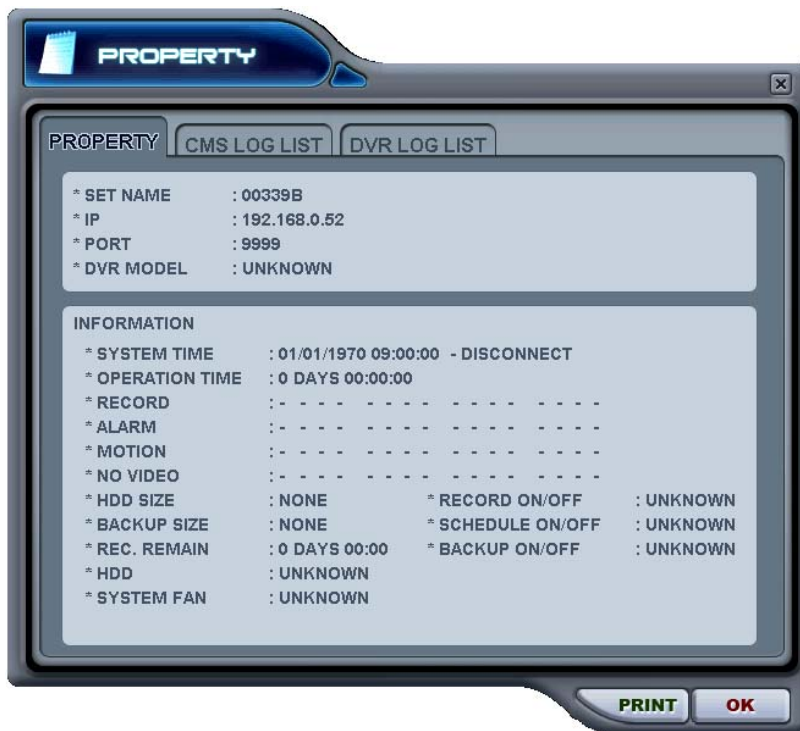 PROPERTY
PROPERTY CMS LOG LIST DVR LOG LIST
* SET NAME : 00339B
* IP : 192.168.0.52
* PORT : 9999
* DVR MODEL : UNKNOWN
INFORMATION
* SYSTEM TIME : 01/01/1970 09:00:00 - DISCONNECT
* OPERATION TIME : 0 DAYS 00:00:00
* RECORD : - - - - - - - - - - - - - - - -
* ALARM : - - - - - - - - - - - - - - - -
* MOTION : - - - - - - - - - - - - - - - -
* NO VIDEO : - - - - - - - - - - - - - - - -
* HDD SIZE : NONE * RECORD ON/OFF : UNKNOWN
* BACKUP SIZE : NONE * SCHEDULE ON/OFF : UNKNOWN
* REC. REMAIN : 0 DAYS 00:00 * BACKUP ON/OFF : UNKNOWN
* HDD : UNKNOWN
* SYSTEM FAN : UNKNOWN
PRINT OK